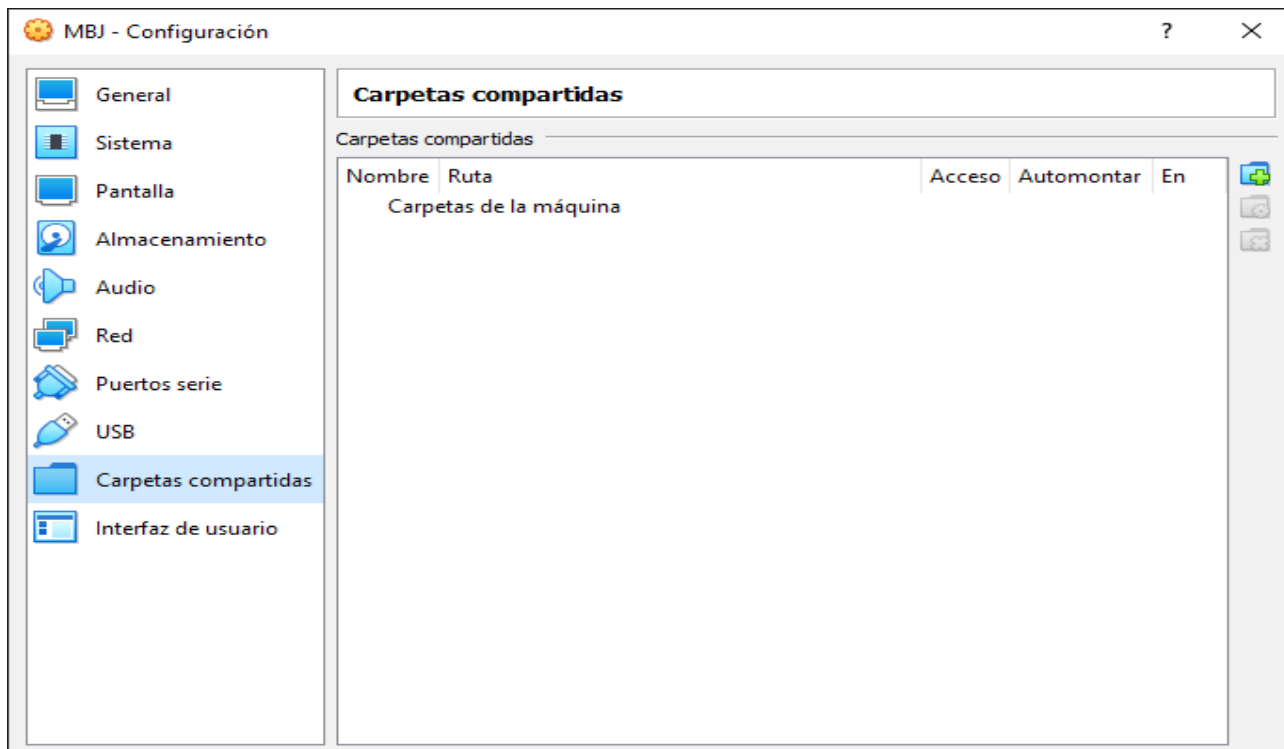 MBJ - Configuración ?
General
Sistema
Pantalla
Almacenamiento
Audio
Red
Puertos serie
USB
Carpetas compartidas
Interfaz de usuario
Carpetas compartidas
Carpetas compartidas
Nombre Ruta Acceso Automontar En
Carpetas de la máquina